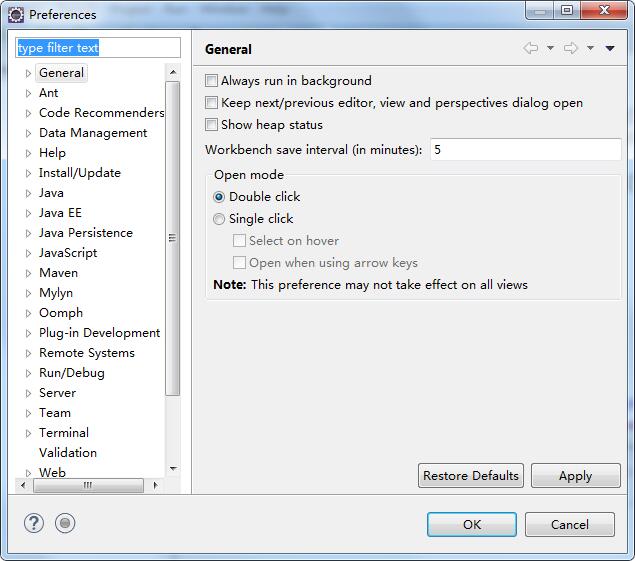 Preferences
type filter text
General
Ant
Code Recommenders
Data Management
Help
Install/Update
Java
Java EE
Java Persistence
JavaScript
Maven
Mylyn
Oomph
Plug-in Development
Remote Systems
Run/Debug
Server
Team
Terminal
Validation
Web
General
Always run in background
Keep next/previous editor, view and perspectives dialog open
Show heap status
Workbench save interval (in minutes): 5
Open mode
Double click
Single click
Select on hover
Open when using arrow keys
Note: This preference may not take effect on all views
Restore Defaults Apply
OK Cancel